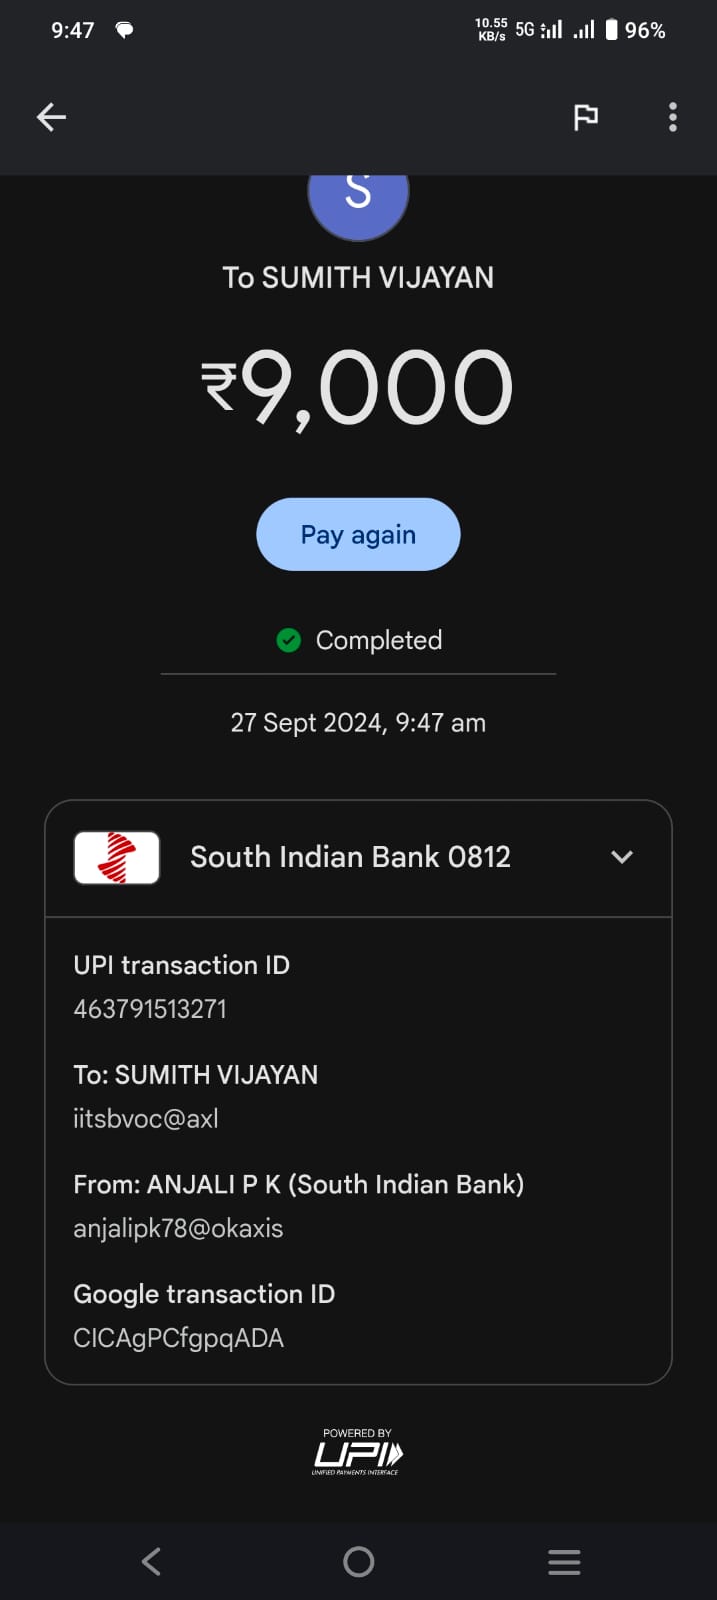 9:47
10.55 KB/s 5G 96%
S
To SUMITH VIJAYAN
₹9,000
Pay again
Completed
27 Sept 2024, 9:47 am
South Indian Bank 0812
UPI transaction ID
463791513271
To: SUMITH VIJAYAN
iitsbvoc@axl
From: ANJALI P K (South Indian Bank)
anjalipk78@okaxis
Google transaction ID
CICAgPCfgpqADA
POWERED BY
UPI
UNIFIED PAYMENTS INTERFACE